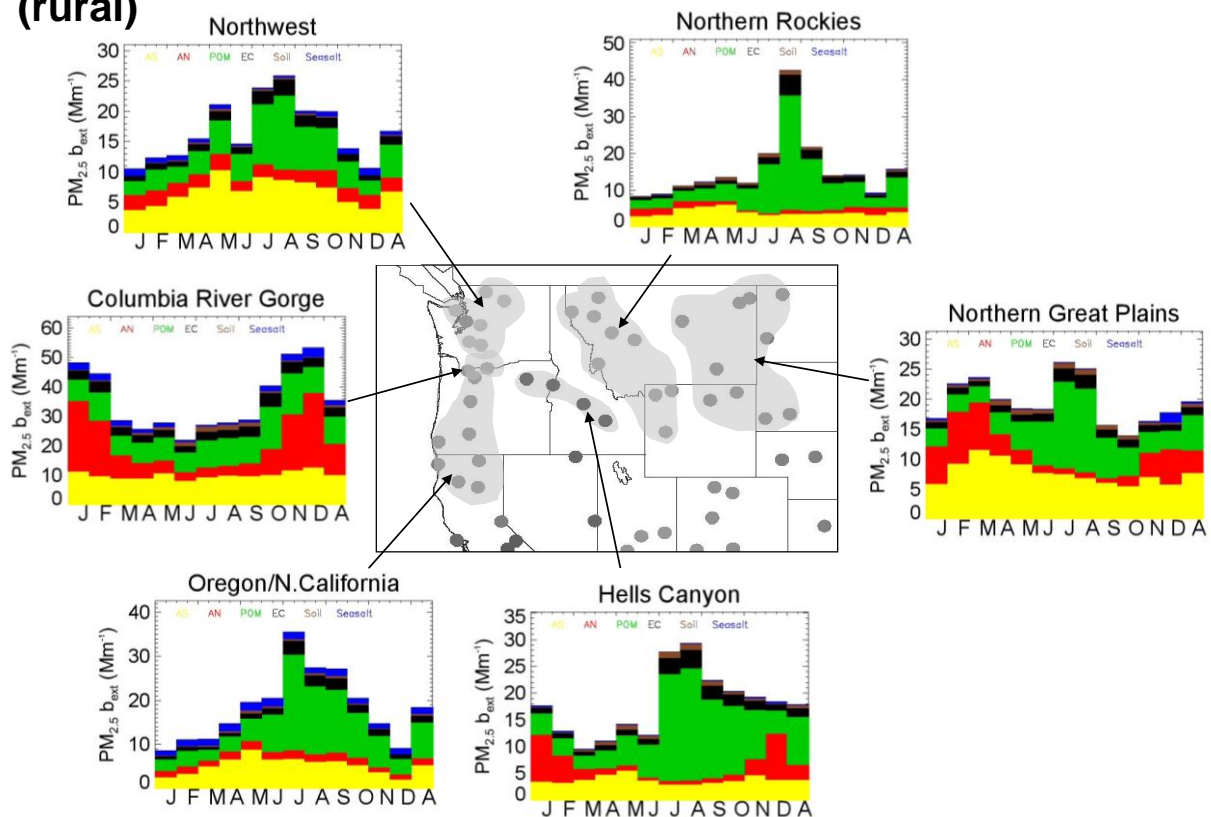 (rural)
Northwest
30
25
20
15
10
5
0
PM2.5 bext (Mm-1)
AS AN POM EC Soil Seasalt
J F M A M J J A S O N D A
Northern Rockies
50
40
30
20
10
0
PM2.5 bext (Mm-1)
AS AN POM EC Soil Seasalt
J F M A M J J A S O N D A
Columbia River Gorge
60
50
40
30
20
10
0
PM2.5 bext (Mm-1)
AS AN POM EC Soil Seasalt
J F M A M J J A S O N D A
Northern Great Plains
30
25
20
15
10
5
0
PM2.5 bext (Mm-1)
AS AN POM EC Soil Seasalt
J F M A M J J A S O N D A
Oregon/N.California
40
30
20
10
0
PM2.5 bext (Mm-1)
AS AN POM EC Soil Seasalt
J F M A M J J A S O N D A
Hells Canyon
35
30
25
20
15
10
5
0
PM2.5 bext (Mm-1)
AS AN POM EC Soil Seasalt
J F M A M J J A S O N D A